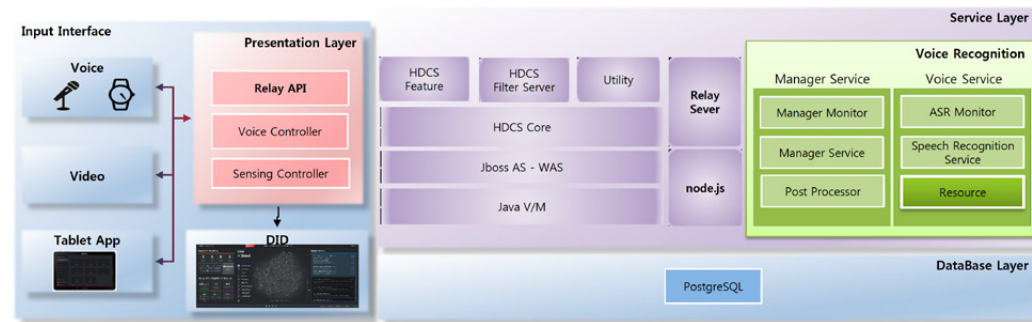 Input Interface
Voice
Video
Tablet App
Presentation Layer
Relay API
Voice Controller
Sensing Controller
DID
Service Layer
HDCS
Feature
HDCS
Filter Server
Utility
HDCS Core
Jboss AS - WAS
Java V/M
Relay
Sever
node.js
Voice Recognition
Manager Service
Manager Monitor
Manager Service
Post Processor
Voice Service
ASR Monitor
Speech Recognition
Service
Resource
DataBase Layer
PostgreSQL